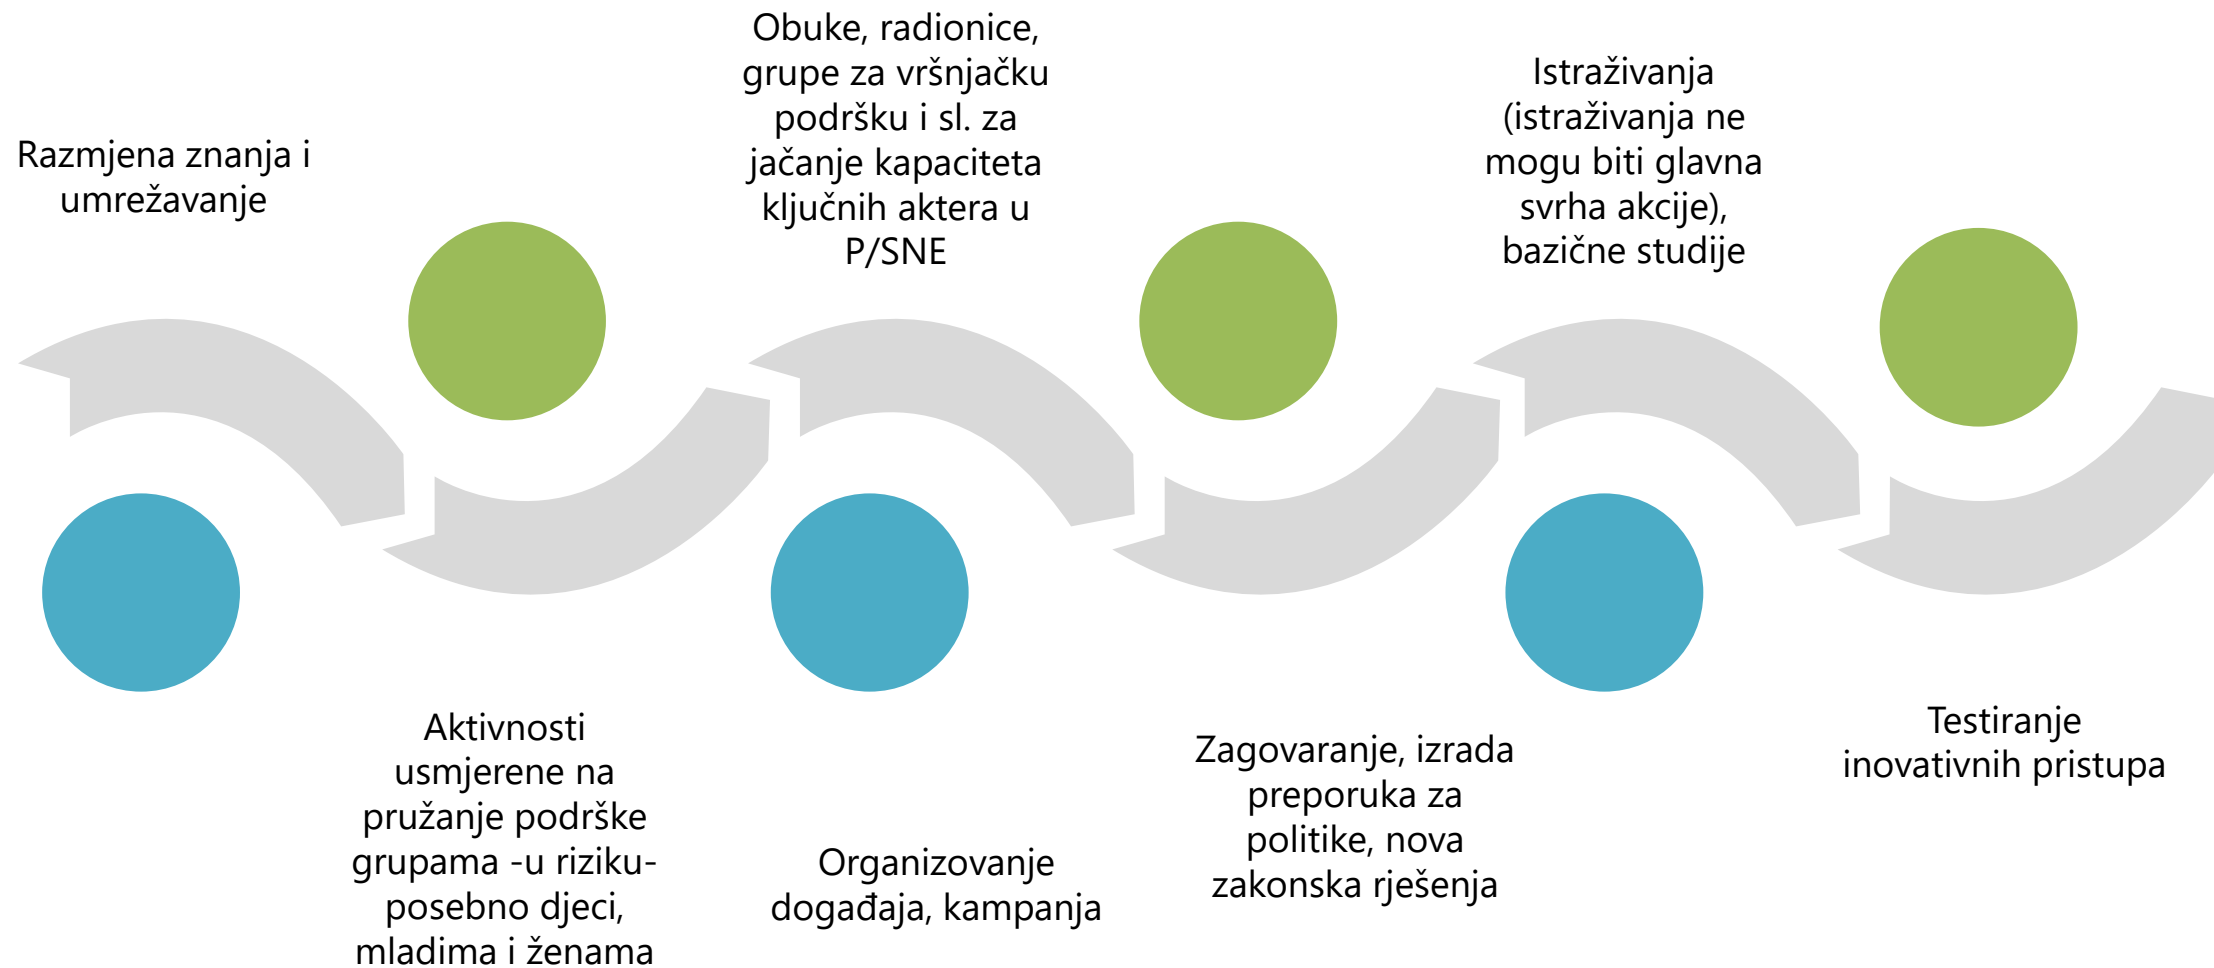 Razmjena znanja i
umrežavanje
Aktivnosti
usmjerene na
pružanje podrške
grupama -u riziku-
posebno djeci,
mladima i ženama
Obuke, radionice,
grupe za vršnjačku
podršku i sl. za
jačanje kapaciteta
ključnih aktera u
P/SNE
Organizovanje
događaja, kampanja
Zagovaranje, izrada
preporuka za
politike, nova
zakonska rješenja
Istraživanja
(istraživanja ne
mogu biti glavna
svrha akcije),
bazične studije
Testiranje
inovativnih pristupa